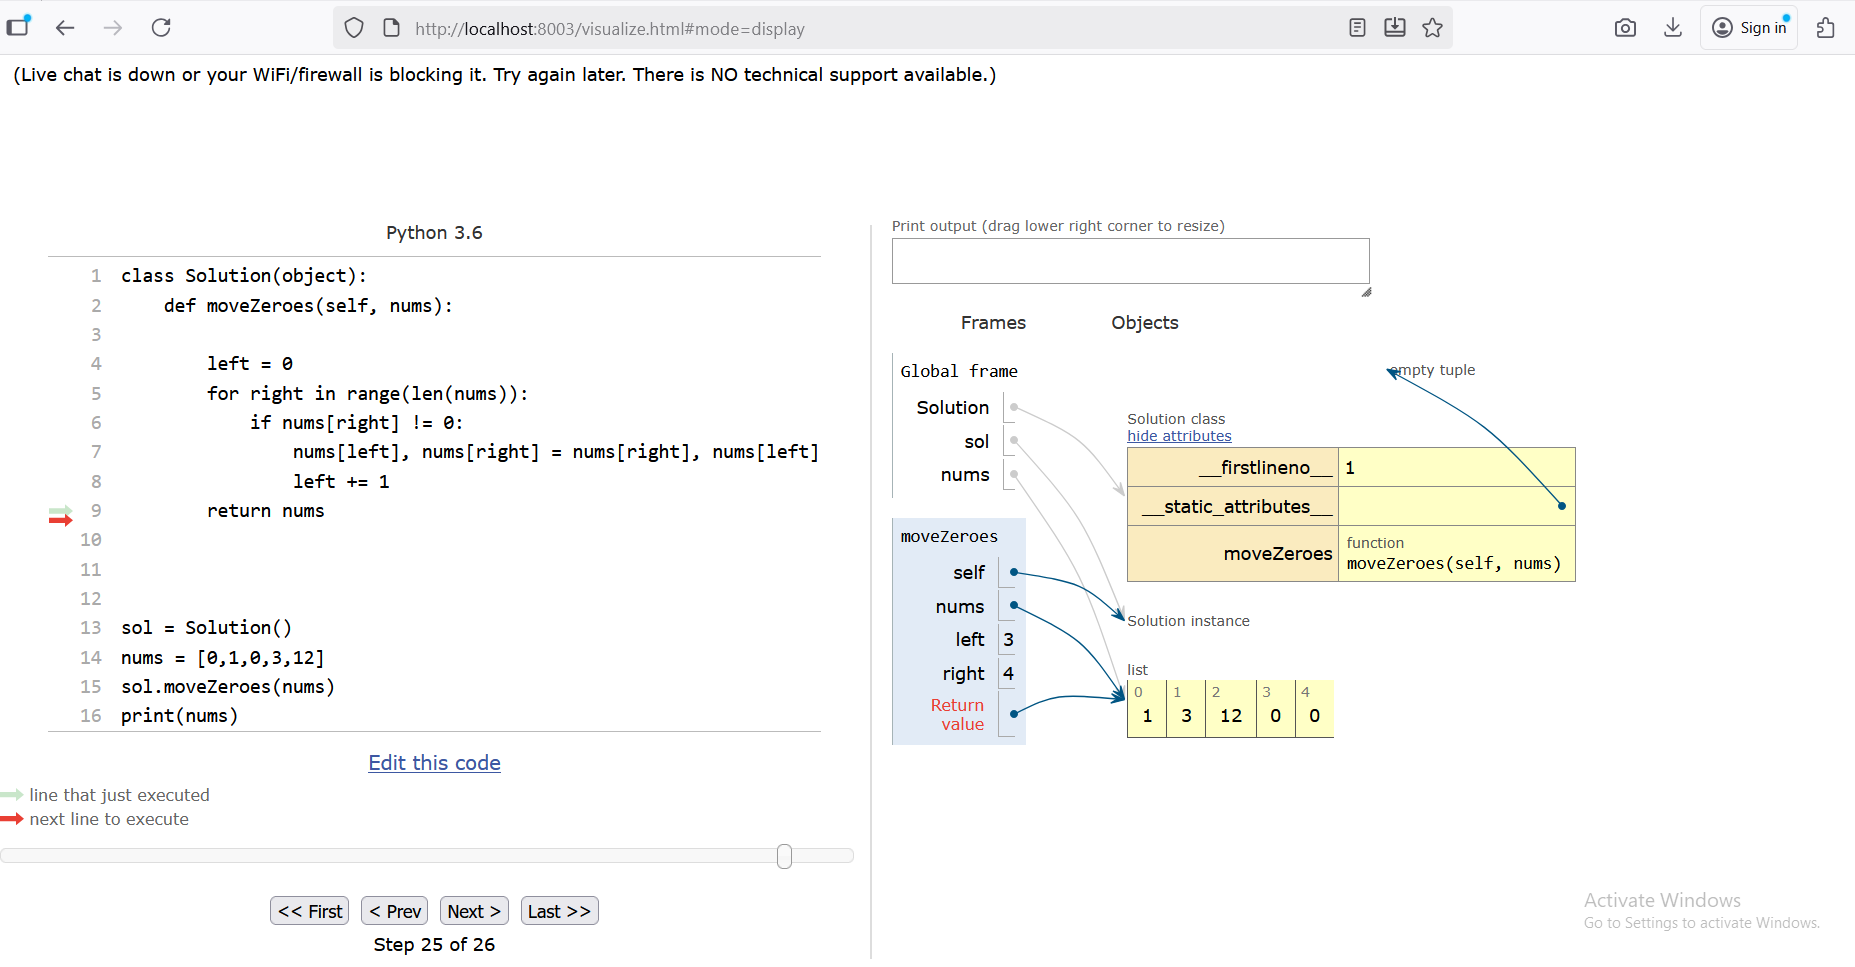 http://localhost:8003/visualize.html#mode=display
Sign in
(Live chat is down or your WiFi/firewall is blocking it. Try again later. There is NO technical support available.)
Python 3.6
1 class Solution(object):
2     def moveZeroes(self, nums):
3
4         left = 0
5         for right in range(len(nums)):
6             if nums[right] != 0:
7                 nums[left], nums[right] = nums[right], nums[left]
8                 left += 1
9         return nums
10
11
12
13 sol = Solution()
14 nums = [0,1,0,3,12]
15 sol.moveZeroes(nums)
16 print(nums)
Edit this code
line that just executed
next line to execute
<< First < Prev Next > Last >>
Step 25 of 26
Print output (drag lower right corner to resize)
Frames Objects
Global frame
Solution
sol
nums
moveZeroes
self
nums
left 3
right 4
Return
value
empty tuple
Solution class
hide attributes
__firstlineno__ 1
__static_attributes__
moveZeroes
function
moveZeroes(self, nums)
Solution instance
list
0 1 2 3 4
1 3 12 0 0
Activate Windows
Go to Settings to activate Windows.